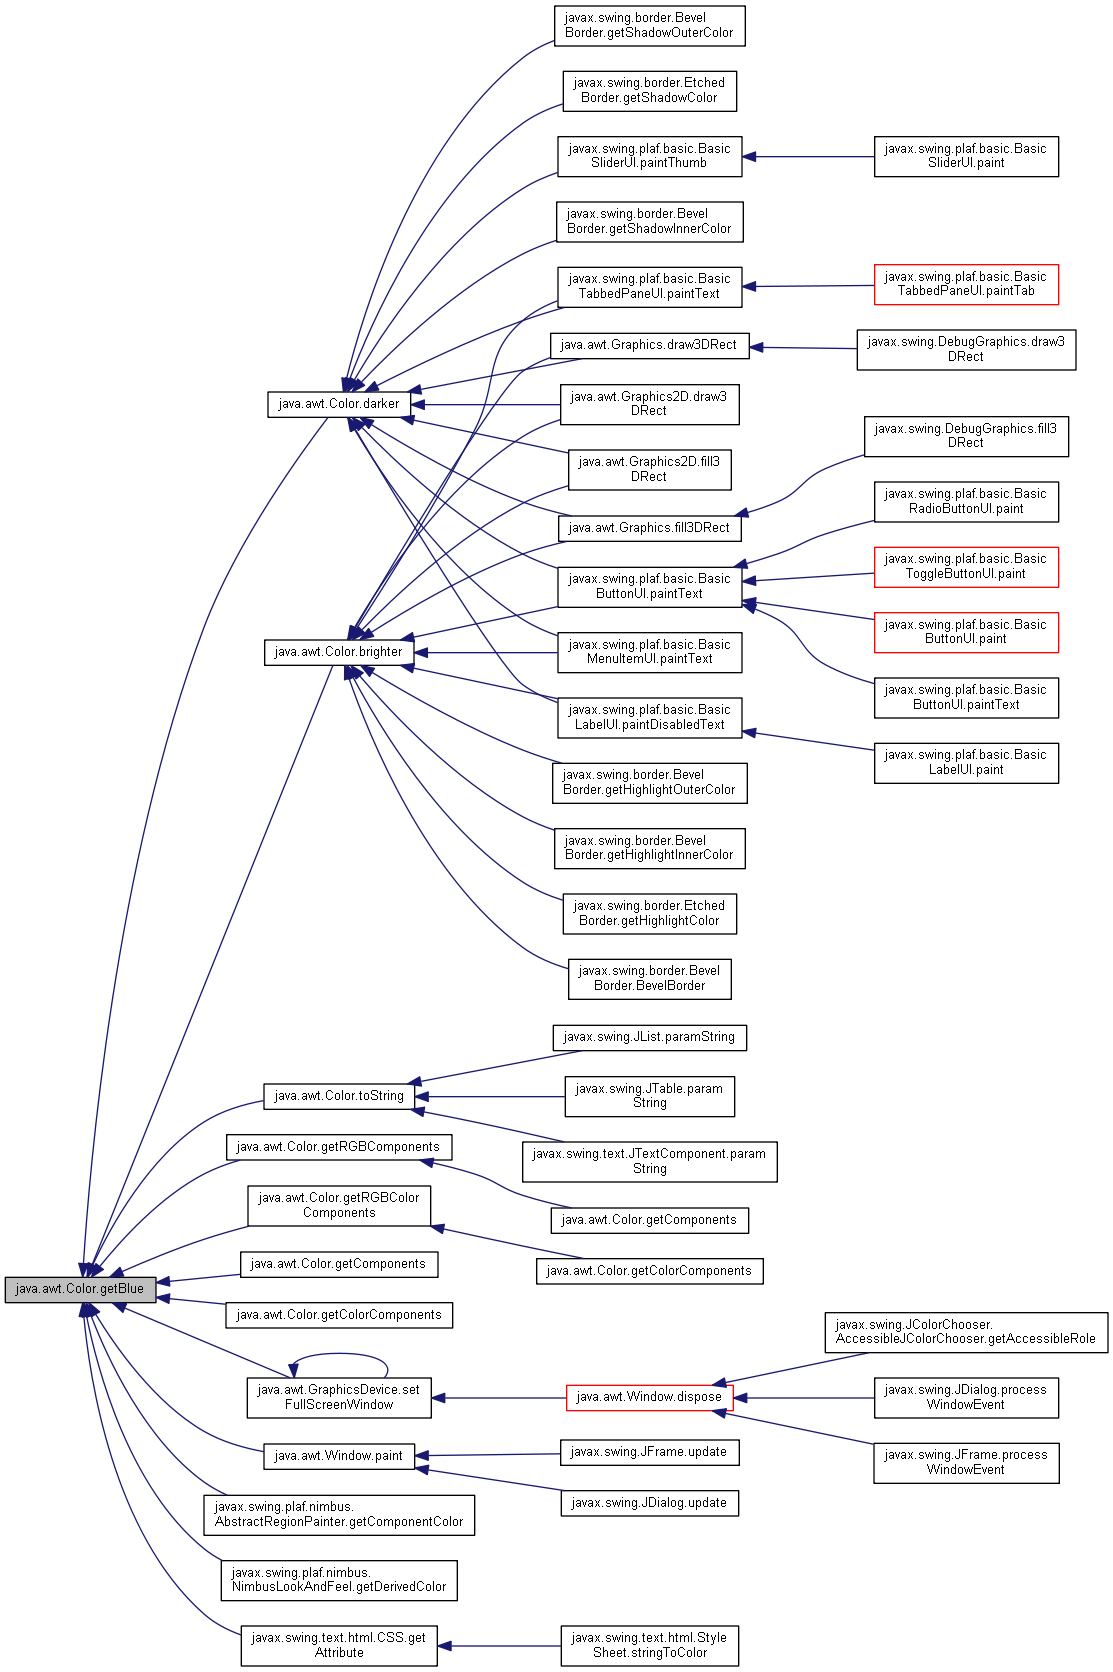 javax.swing.border.Bevel
Border.getShadowOuterColor
javax.swing.border.Etched
Border.getShadowColor
javax.swing.plaf.basic.Basic
SliderUI.paintThumb
javax.swing.plaf.basic.Basic
SliderUI.paint
javax.swing.border.Bevel
Border.getShadowInnerColor
javax.swing.plaf.basic.Basic
TabbedPaneUI.paintText
javax.swing.plaf.basic.Basic
TabbedPaneUI.paintTab
java.awt.Graphics.draw3DRect
javax.swing.DebugGraphics.draw3
DRect
java.awt.Color.darker
java.awt.Graphics2D.draw3
DRect
javax.swing.DebugGraphics.fill3
DRect
java.awt.Graphics2D.fill3
DRect
javax.swing.plaf.basic.Basic
RadioButtonUI.paint
java.awt.Graphics.fill3DRect
javax.swing.plaf.basic.Basic
ToggleButtonUI.paint
javax.swing.plaf.basic.Basic
ButtonUI.paintText
javax.swing.plaf.basic.Basic
ButtonUI.paint
java.awt.Color.brighter
javax.swing.plaf.basic.Basic
MenuItemUI.paintText
javax.swing.plaf.basic.Basic
ButtonUI.paintText
javax.swing.plaf.basic.Basic
LabelUI.paintDisabledText
javax.swing.plaf.basic.Basic
LabelUI.paint
javax.swing.border.Bevel
Border.getHighlightOuterColor
javax.swing.border.Bevel
Border.getHighlightInnerColor
javax.swing.border.Etched
Border.getHighlightColor
javax.swing.border.Bevel
Border.BevelBorder
javax.swing.JList.paramString
java.awt.Color.toString
javax.swing.JTable.param
String
java.awt.Color.getRGBComponents
javax.swing.text.JTextComponent.param
String
java.awt.Color.getRGBColor
Components
java.awt.Color.getComponents
java.awt.Color.getComponents
java.awt.Color.getColorComponents
java.awt.Color.getBlue
java.awt.Color.getColorComponents
javax.swing.JColorChooser.
AccessibleJColorChooser.getAccessibleRole
java.awt.GraphicsDevice.set
FullScreenWindow
java.awt.Window.dispose
javax.swing.JDialog.process
WindowEvent
java.awt.Window.paint
javax.swing.JFrame.update
javax.swing.JFrame.process
WindowEvent
javax.swing.JDialog.update
javax.swing.plaf.nimbus.
AbstractRegionPainter.getComponentColor
javax.swing.plaf.nimbus.
NimbusLookAndFeel.getDerivedColor
javax.swing.text.html.CSS.get
Attribute
javax.swing.text.html.Style
Sheet.stringToColor